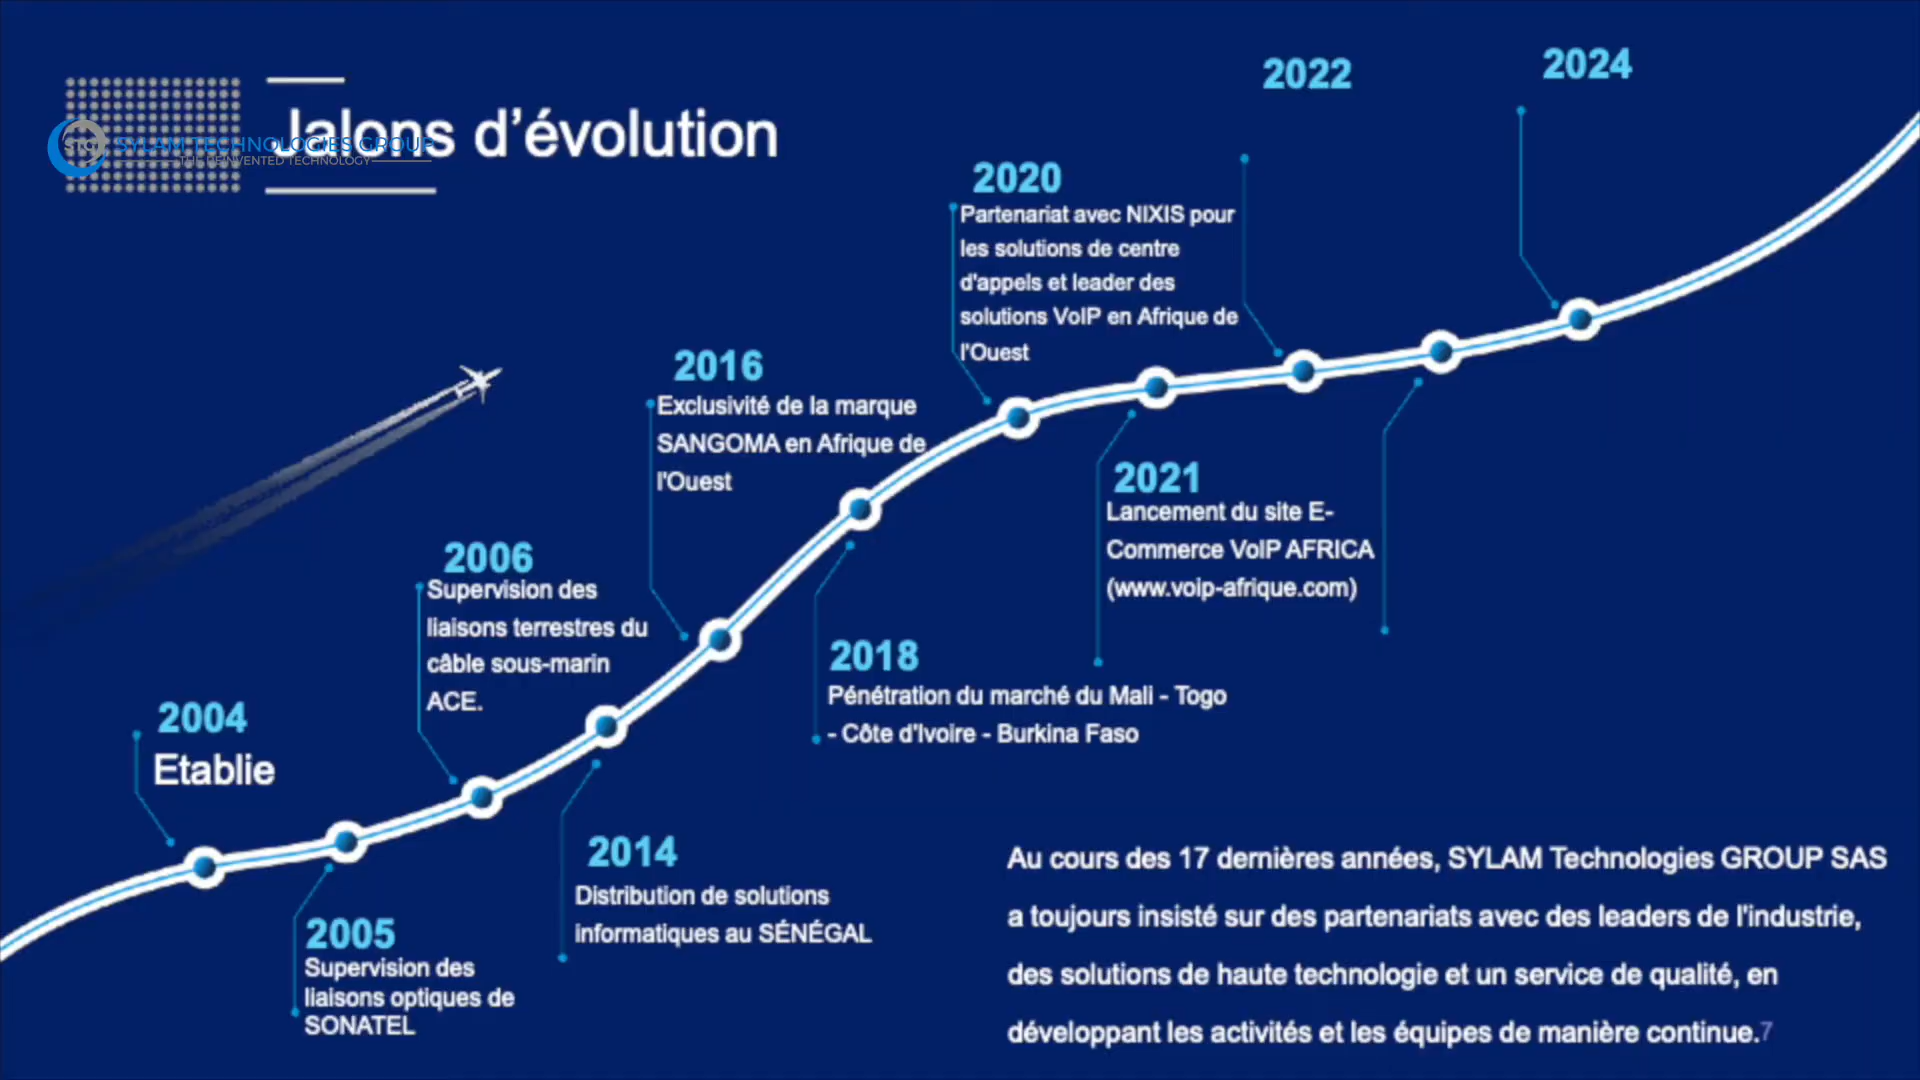 Jalons d’évolution
STG
SYLAM TECHNOLOGIES GROUP
THE REINVENTED TECHNOLOGY
2004
Etablie
2005
Supervision des
liaisons optiques de
SONATEL
2006
Supervision des
liaisons terrestres du
câble sous-marin
ACE.
2014
Distribution de solutions
informatiques au SÉNÉGAL
2016
Exclusivité de la marque
SANGOMA en Afrique de
l'Ouest
2018
Pénétration du marché du Mali - Togo
- Côte d'Ivoire - Burkina Faso
2020
Partenariat avec NIXIS pour
les solutions de centre
d'appels et leader des
solutions VoIP en Afrique de
l'Ouest
2021
Lancement du site E-
Commerce VoIP AFRICA
(www.voip-afrique.com)
2022
2024
Au cours des 17 dernières années, SYLAM Technologies GROUP SAS
a toujours insisté sur des partenariats avec des leaders de l'industrie,
des solutions de haute technologie et un service de qualité, en
développant les activités et les équipes de manière continue.
7